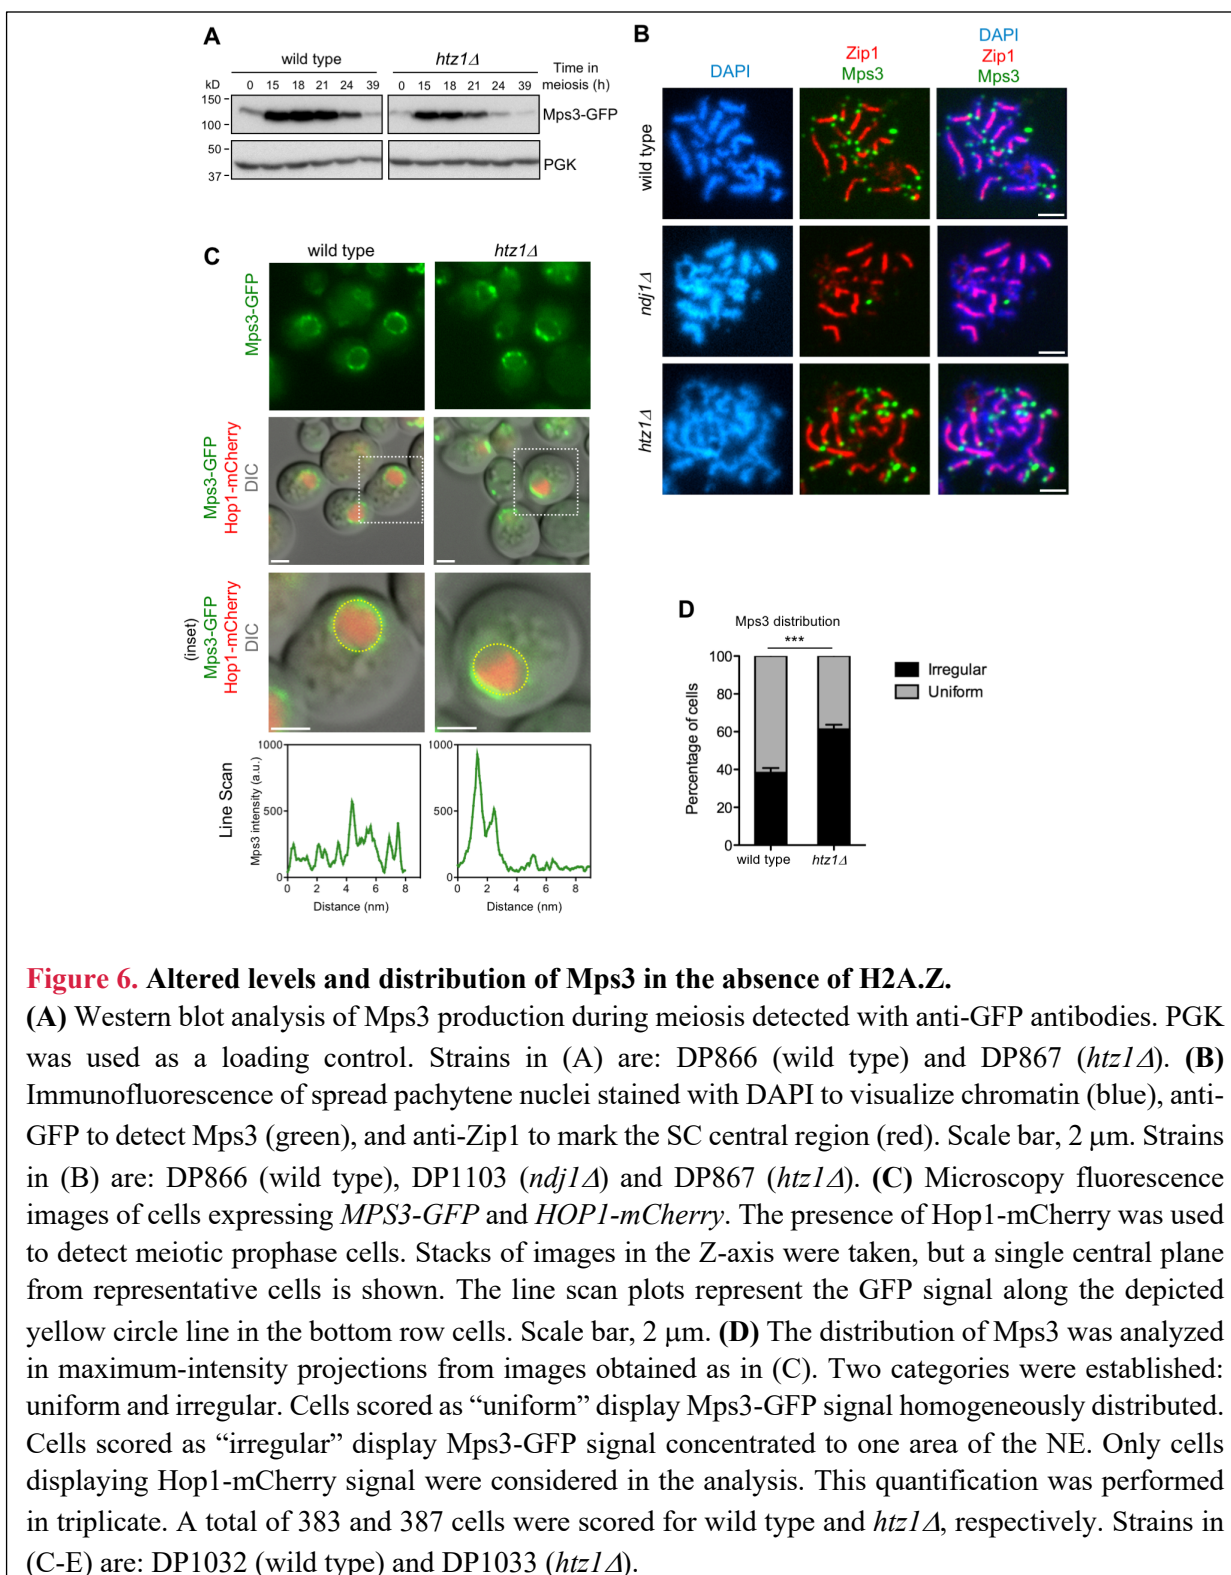 A
wild type
htz1Δ
Time in
meiosis (h)
kD
0 15 18 21 24 39
0 15 18 21 24 39
150
100
Mps3-GFP
50
37
PGK
B
DAPI
Zip1
Mps3
DAPI
Zip1
Mps3
wild type
ndj1Δ
htz1Δ
C
wild type
htz1Δ
Mps3-GFP
Mps3-GFP
Hop1-mCherry
DIC
(inset)
Mps3-GFP
Hop1-mCherry
DIC
Line Scan
Mps3 intensity (a.u.)
1000
500
0
0 2 4 6 8
Distance (nm)
1000
500
0
0 2 4 6 8
Distance (nm)
D
Mps3 distribution
***
Percentage of cells
100
80
60
40
20
0
wild type
htz1Δ
Irregular
Uniform
Figure 6. Altered levels and distribution of Mps3 in the absence of H2A.Z.
(A) Western blot analysis of Mps3 production during meiosis detected with anti-GFP antibodies. PGK
was used as a loading control. Strains in (A) are: DP866 (wild type) and DP867 (htz1Δ). (B)
Immunofluorescence of spread pachytene nuclei stained with DAPI to visualize chromatin (blue), anti-
GFP to detect Mps3 (green), and anti-Zip1 to mark the SC central region (red). Scale bar, 2 μm. Strains
in (B) are: DP866 (wild type), DP1103 (ndj1Δ) and DP867 (htz1Δ). (C) Microscopy fluorescence
images of cells expressing MPS3-GFP and HOP1-mCherry. The presence of Hop1-mCherry was used
to detect meiotic prophase cells. Stacks of images in the Z-axis were taken, but a single central plane
from representative cells is shown. The line scan plots represent the GFP signal along the depicted
yellow circle line in the bottom row cells. Scale bar, 2 μm. (D) The distribution of Mps3 was analyzed
in maximum-intensity projections from images obtained as in (C). Two categories were established:
uniform and irregular. Cells scored as “uniform” display Mps3-GFP signal homogeneously distributed.
Cells scored as “irregular” display Mps3-GFP signal concentrated to one area of the NE. Only cells
displaying Hop1-mCherry signal were considered in the analysis. This quantification was performed
in triplicate. A total of 383 and 387 cells were scored for wild type and htz1Δ, respectively. Strains in
(C-E) are: DP1032 (wild type) and DP1033 (htz1Δ).